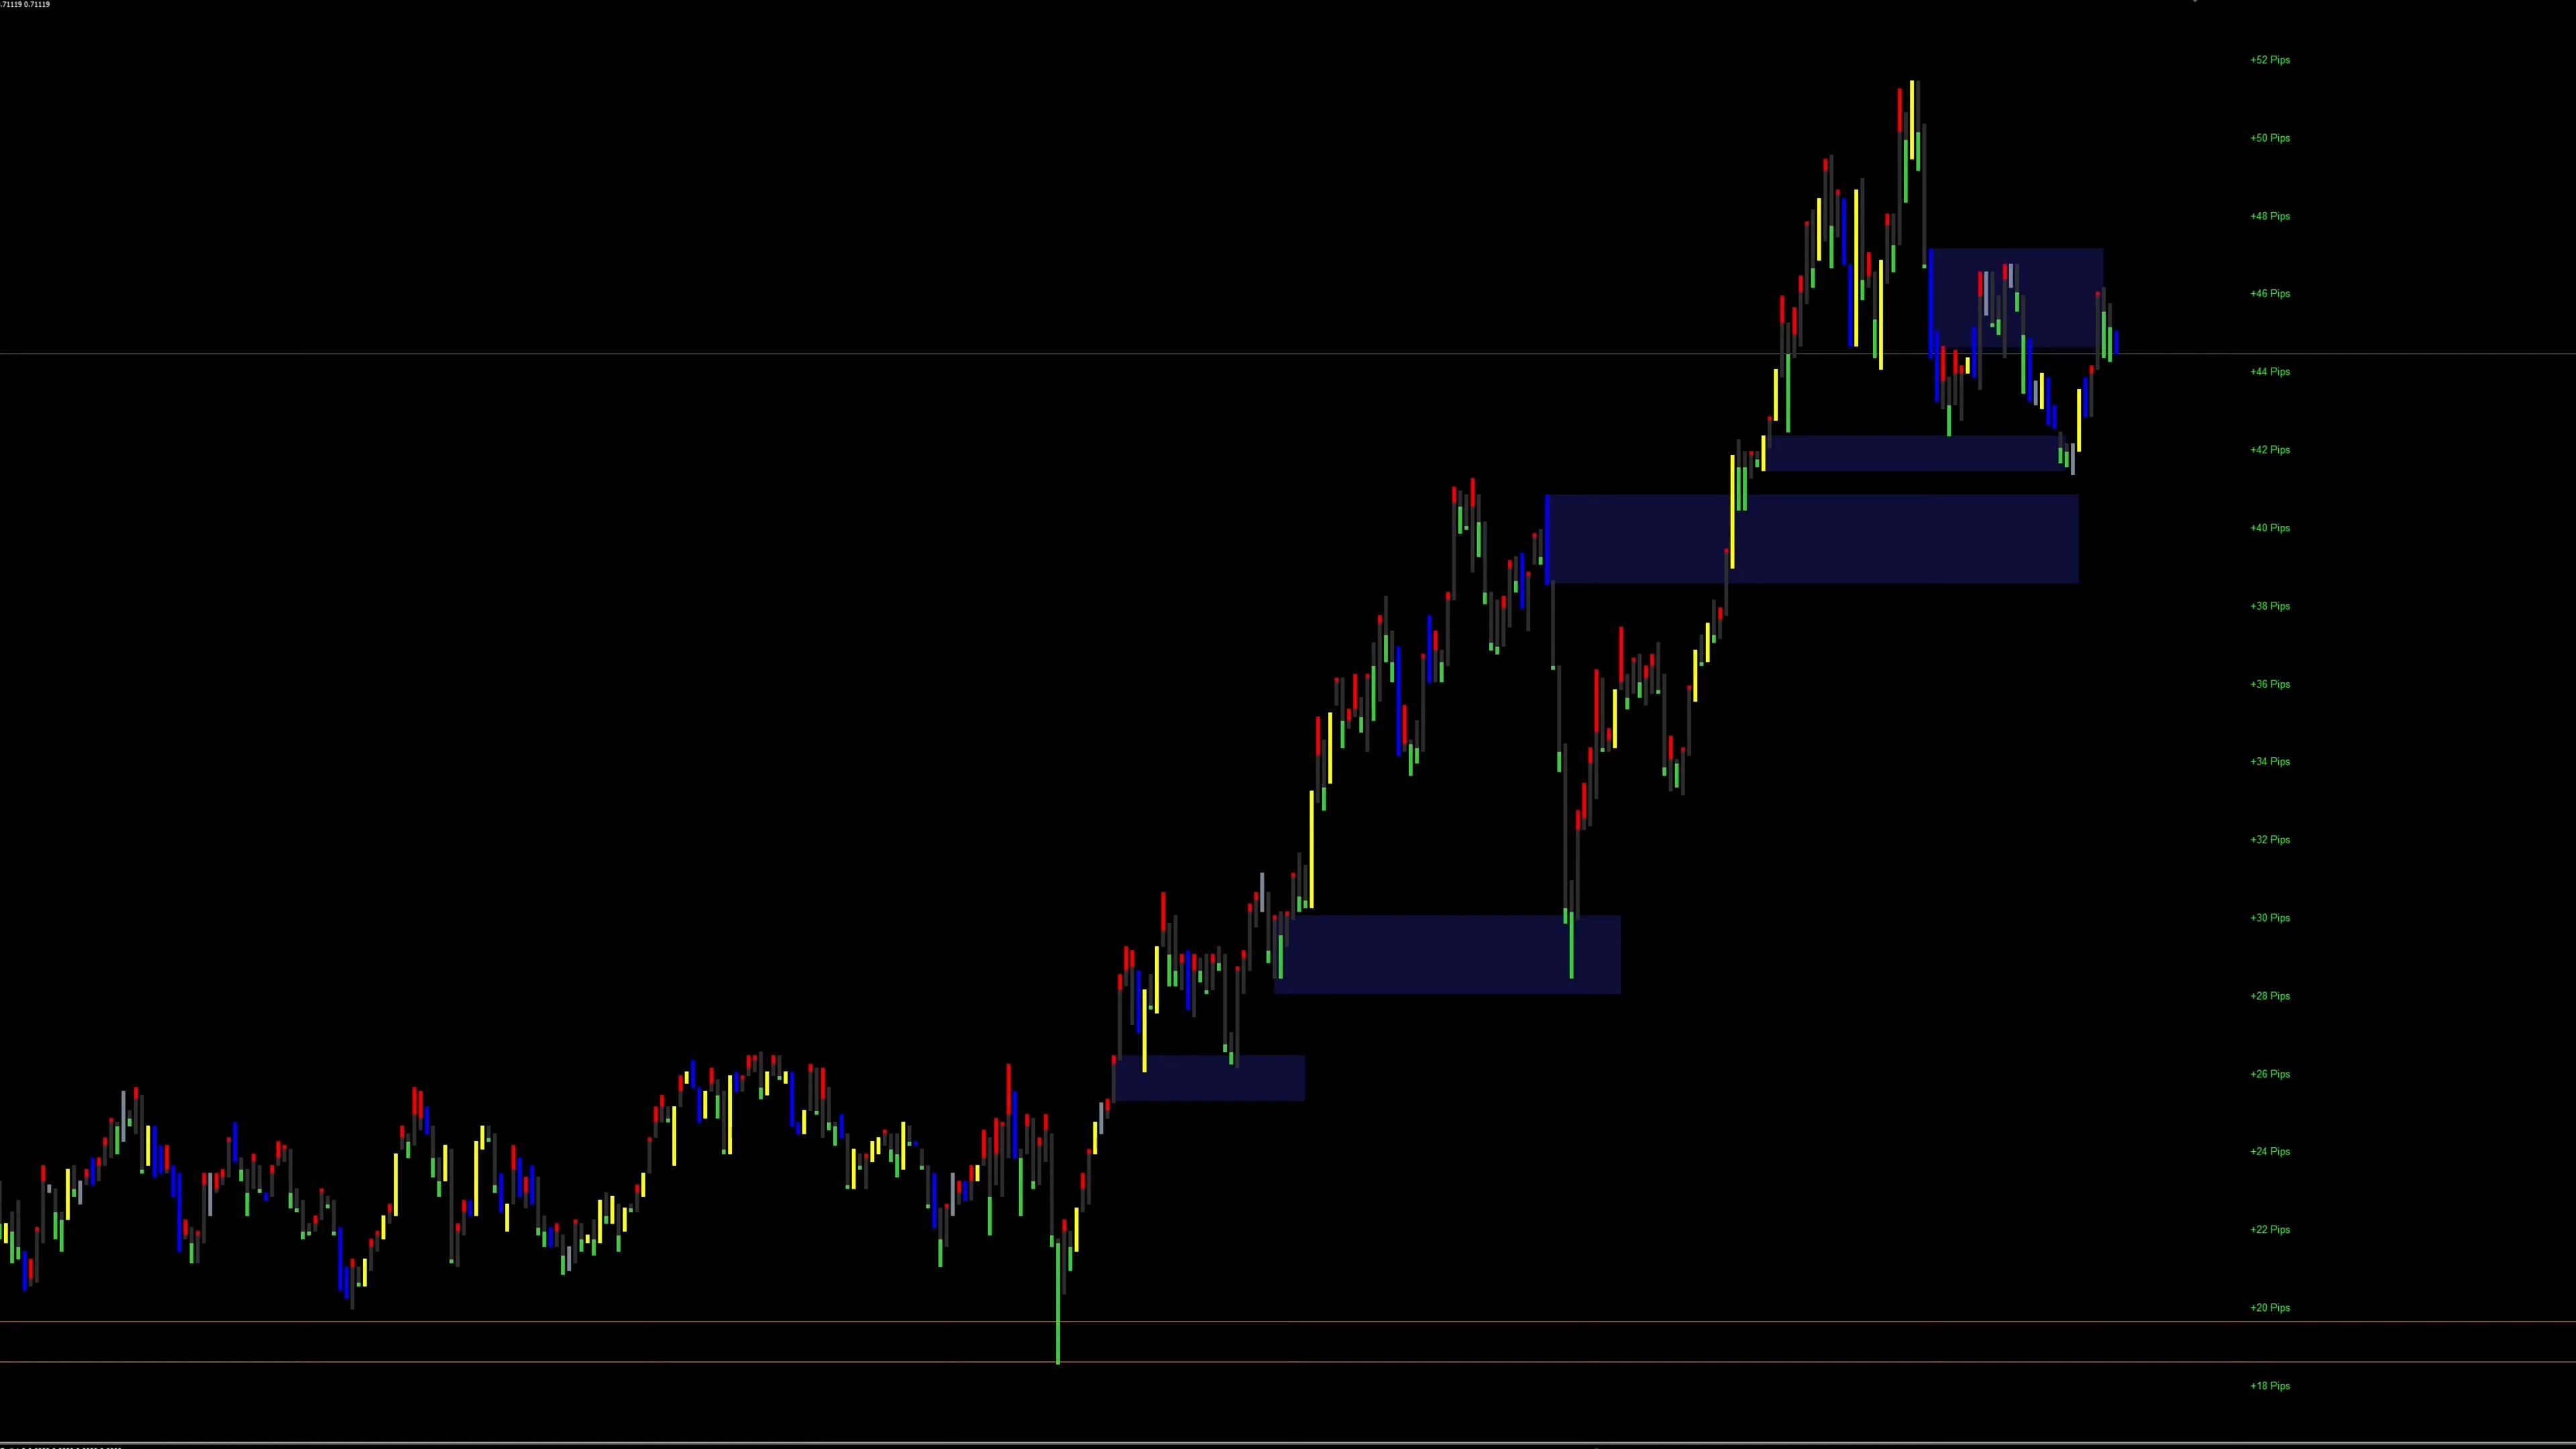 .71119 0.71119
+52 Pips
+50 Pips
+48 Pips
+46 Pips
+44 Pips
+42 Pips
+40 Pips
+38 Pips
+36 Pips
+34 Pips
+32 Pips
+30 Pips
+28 Pips
+26 Pips
+24 Pips
+22 Pips
+20 Pips
+18 Pips